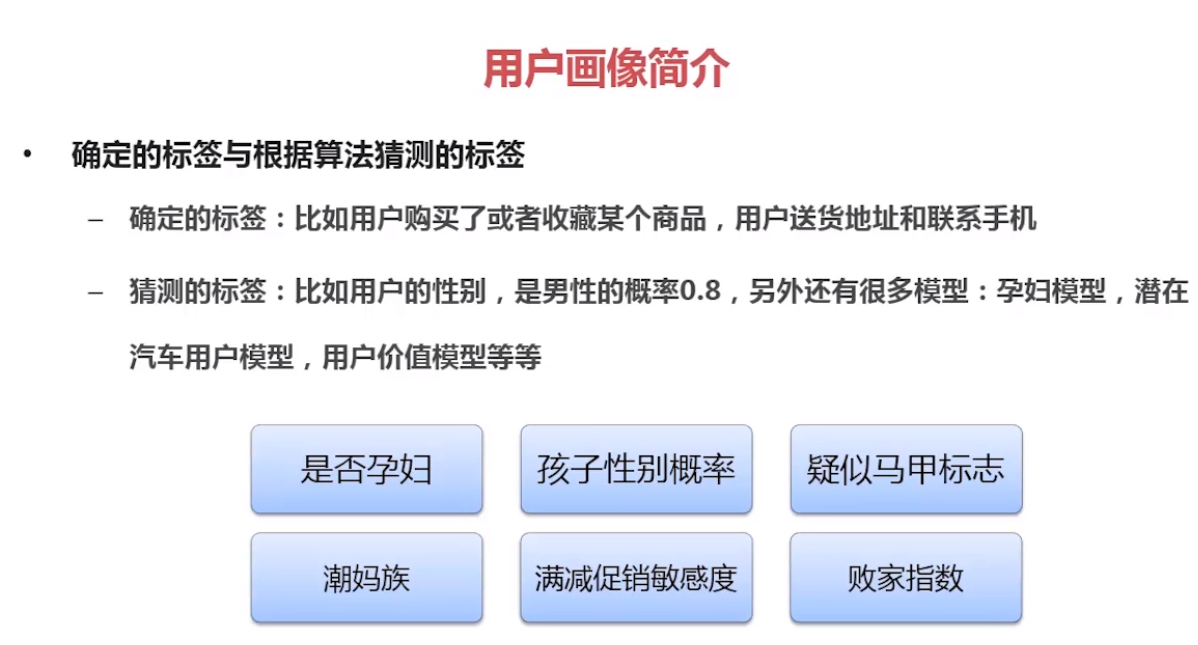 用户画像简介
• 确定的标签与根据算法猜测的标签
– 确定的标签：比如用户购买了或者收藏某个商品，用户送货地址和联系手机
– 猜测的标签：比如用户的性别，是男性的概率0.8，另外还有很多模型：孕妇模型，潜在
汽车用户模型，用户价值模型等等
是否孕妇 孩子性别概率 疑似马甲标志
潮妈族 满减促销敏感度 败家指数